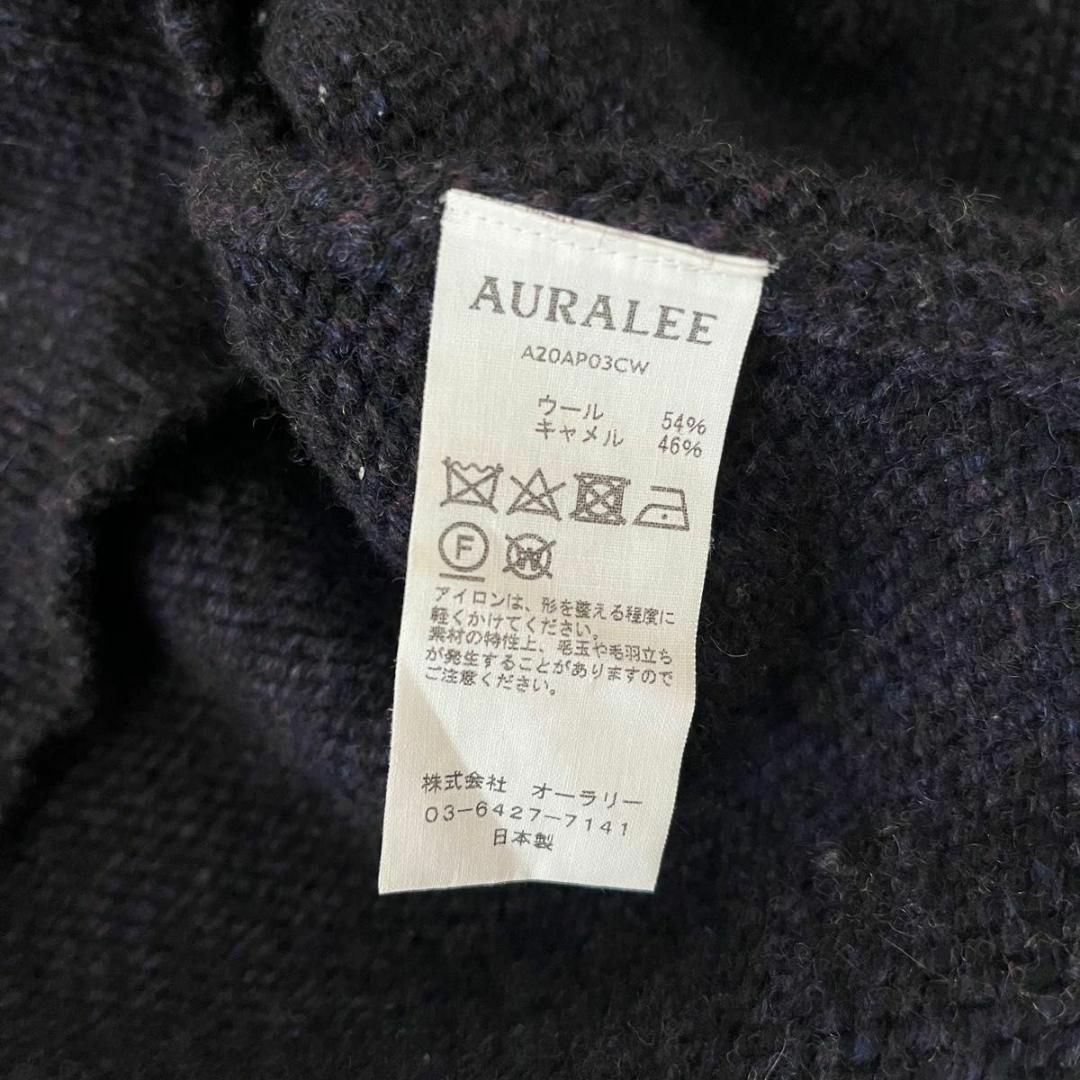 AURALEE
A20AP03CW
ウール 54%
キャメル 46%
F W
アイロンは、形を整える程度に
軽くかけてください。
素材の特性上、毛玉や毛羽立ち
が発生することがありますので
ご注意ください。
株式会社 オーラリー
03-6427-7141
日本製